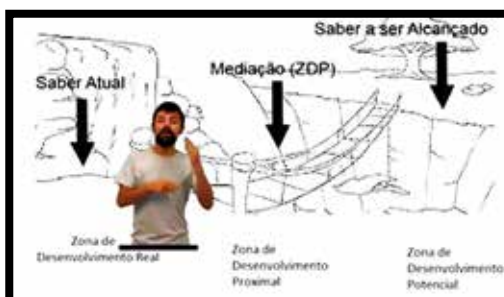 Saber a ser Alcançado
Mediação (ZDP)
Saber Atual
Zona de
Desenvolvimento Real
Zona de
Desenvolvimento
Proximal
Zona de
Desenvolvimento
Potencial